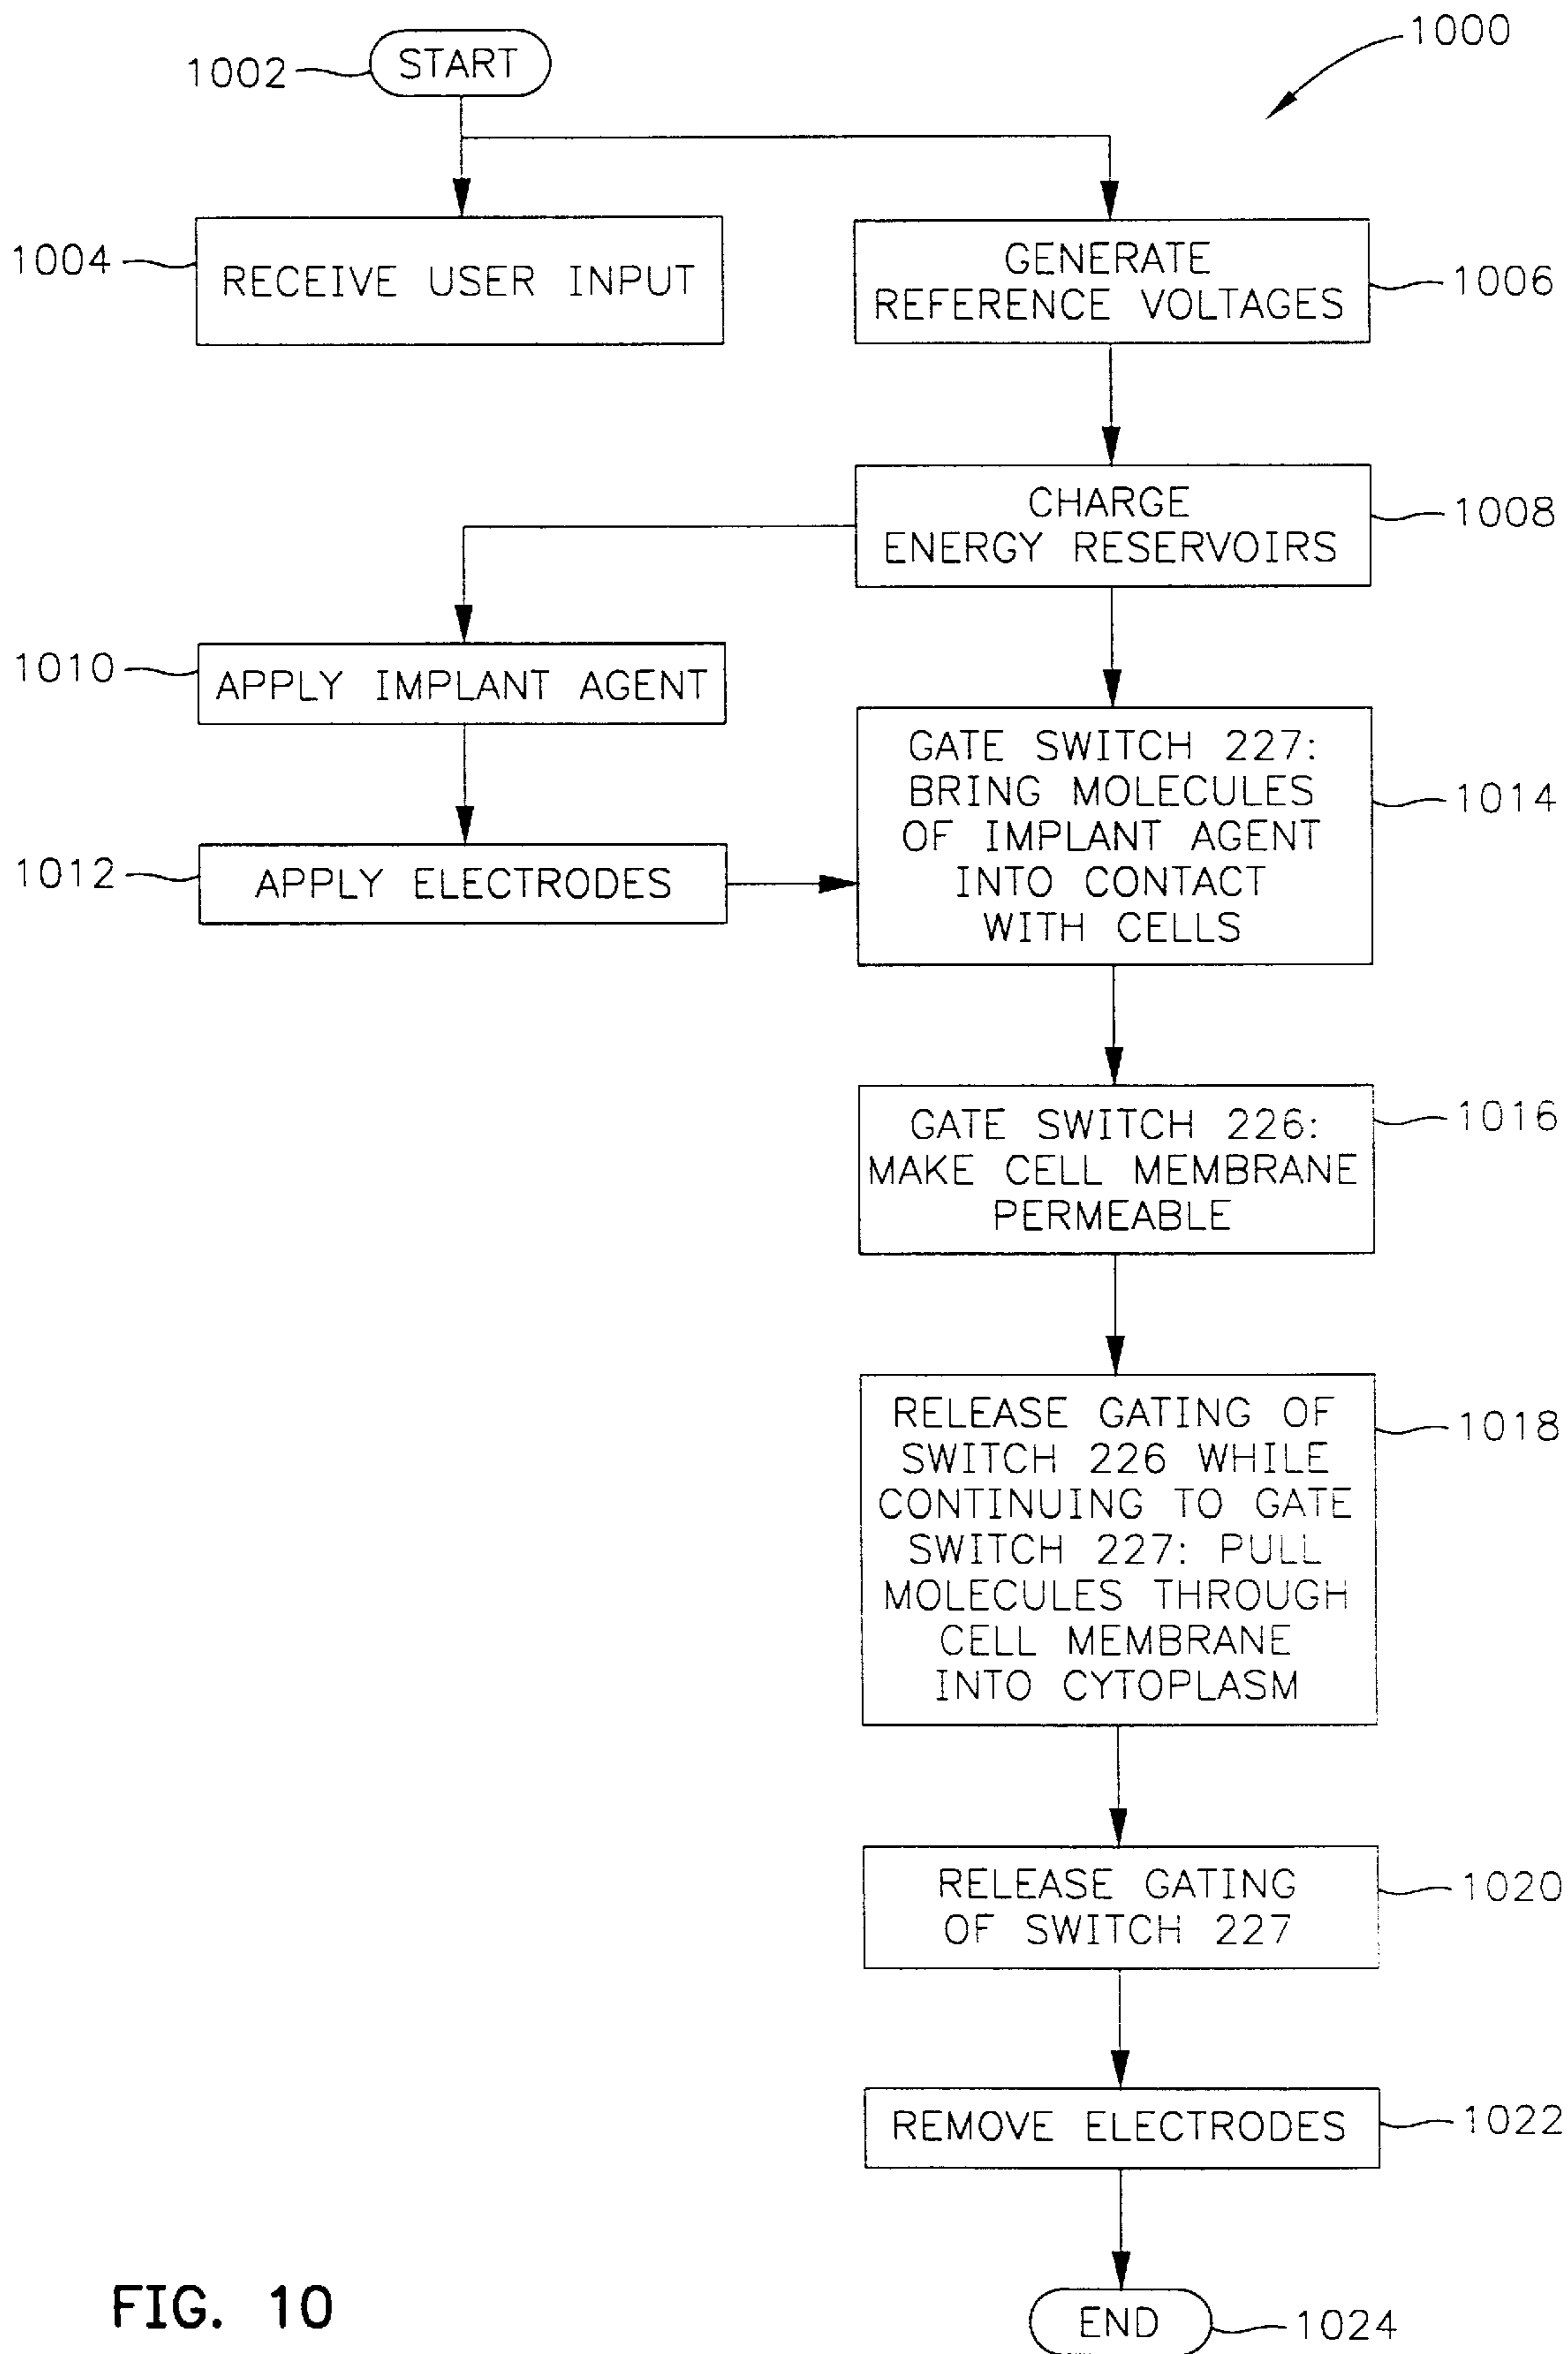 1000
1002
START
1004
RECEIVE USER INPUT
GENERATE
REFERENCE VOLTAGES
1006
CHARGE
ENERGY RESERVOIRS
1008
1010
APPLY IMPLANT AGENT
1012
APPLY ELECTRODES
GATE SWITCH 227:
BRING MOLECULES
OF IMPLANT AGENT
INTO CONTACT
WITH CELLS
1014
GATE SWITCH 226:
MAKE CELL MEMBRANE
PERMEABLE
1016
RELEASE GATING OF
SWITCH 226 WHILE
CONTINUING TO GATE
SWITCH 227: PULL
MOLECULES THROUGH
CELL MEMBRANE
INTO CYTOPLASM
1018
RELEASE GATING
OF SWITCH 227
1020
REMOVE ELECTRODES
1022
END
1024
FIG. 10